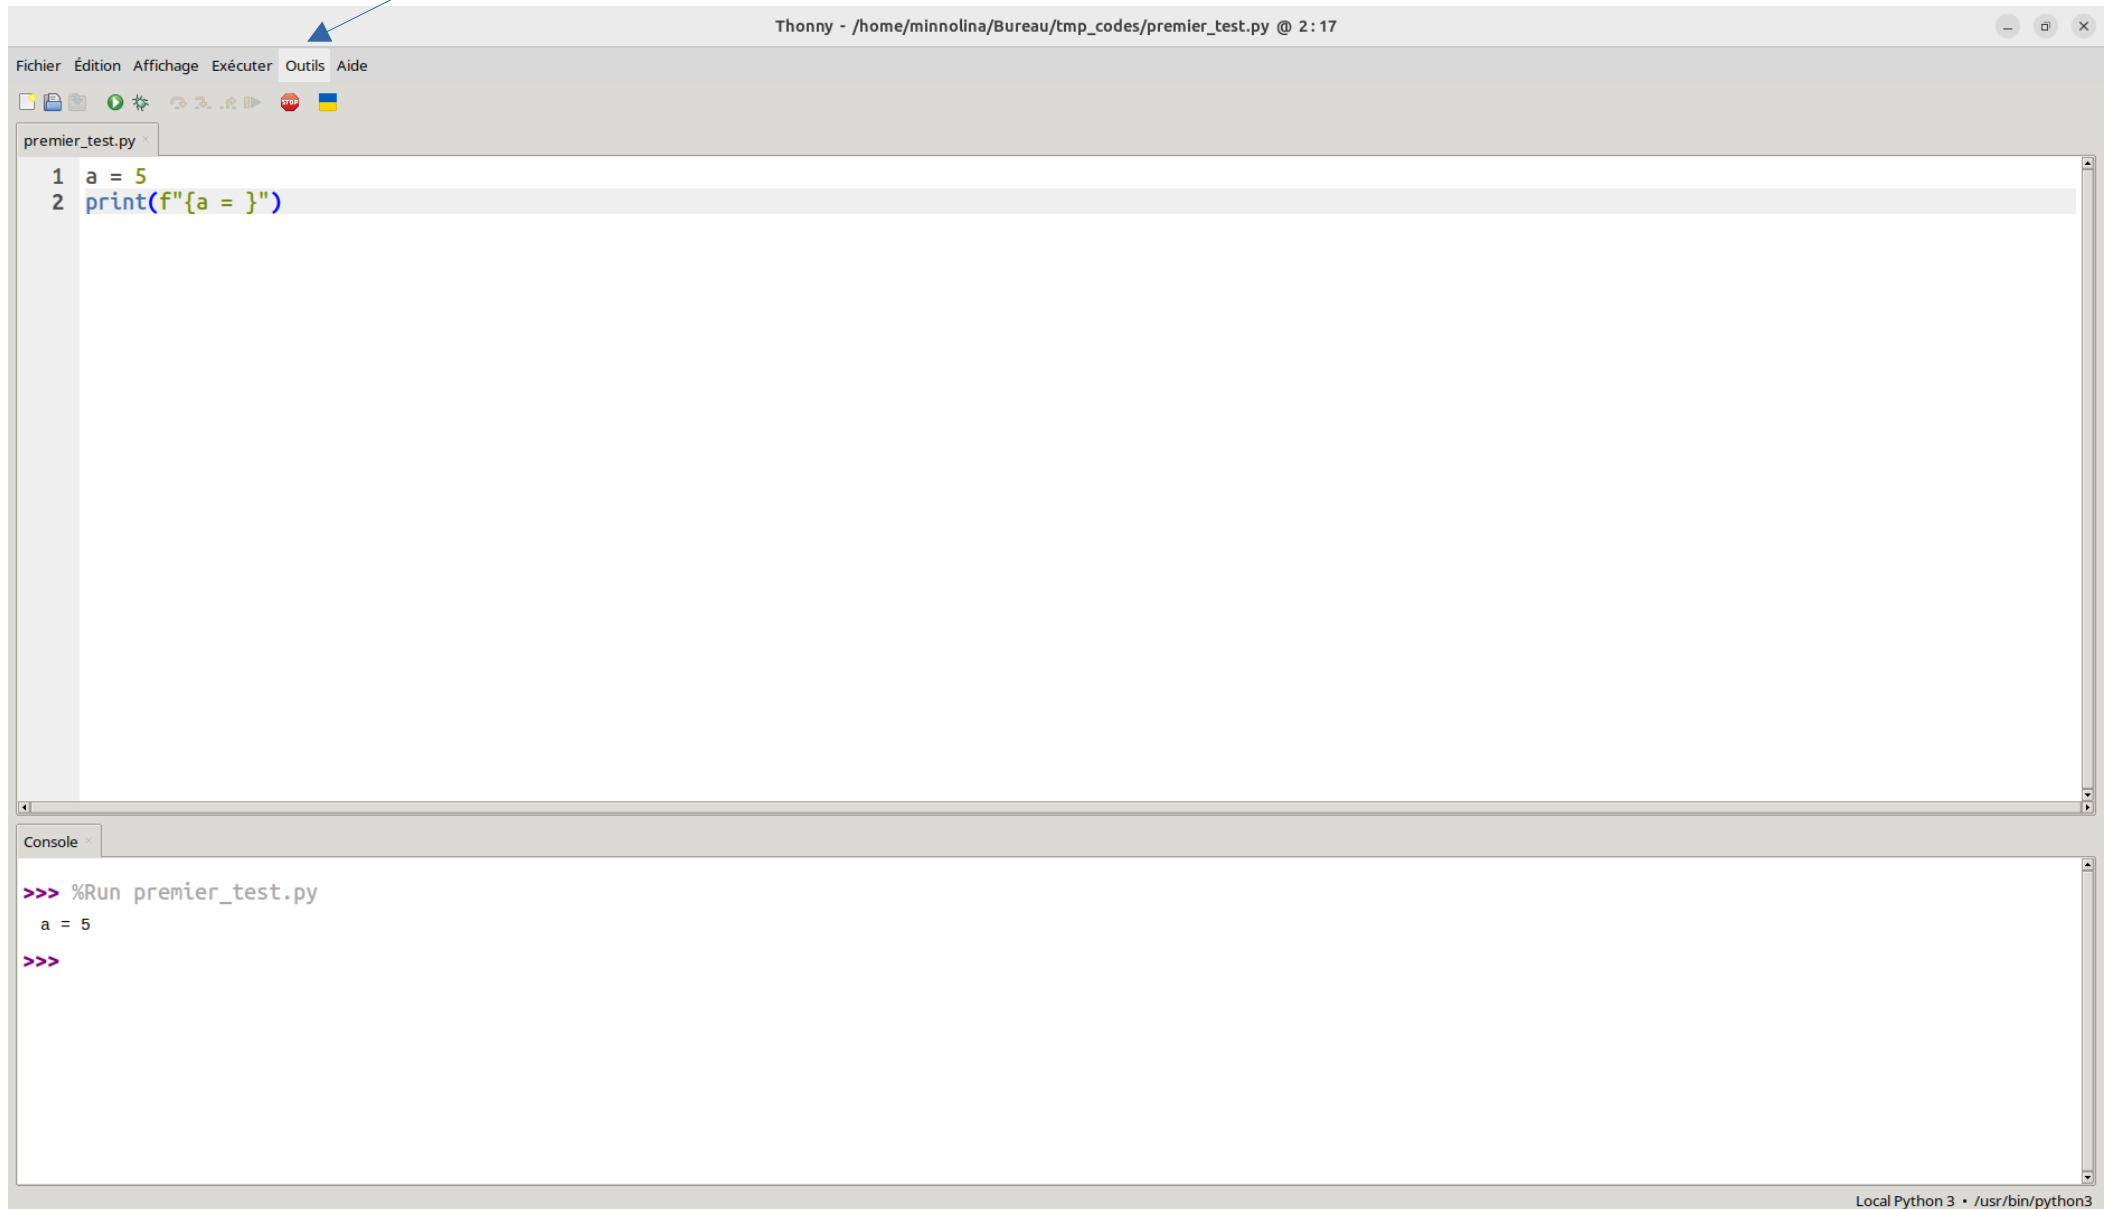 Thonny - /home/minnolina/Bureau/tmp_codes/premier_test.py @ 2:17
Fichier Édition Affichage Exécuter Outils Aide
STOP
premier_test.py
1 a = 5
2 print(f"{a = }")
Console
>>> %Run premier_test.py
a = 5
>>>
Local Python 3 • /usr/bin/python3